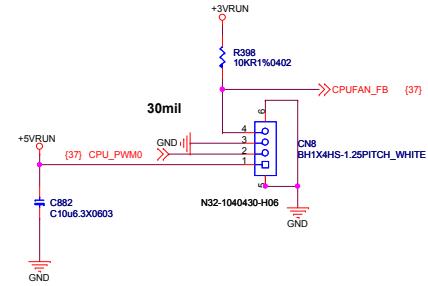 +3VRUN
R398
10KR1%0402
CPUFAN_FB {37}
30mil
6
+5VRUN
4
GND 3
CN8
{37} CPU_PWM0 2
BH1X4HS-1.25PITCH_WHITE
1
5
C882
N32-1040430-H06
C10u6.3X0603
GND
GND